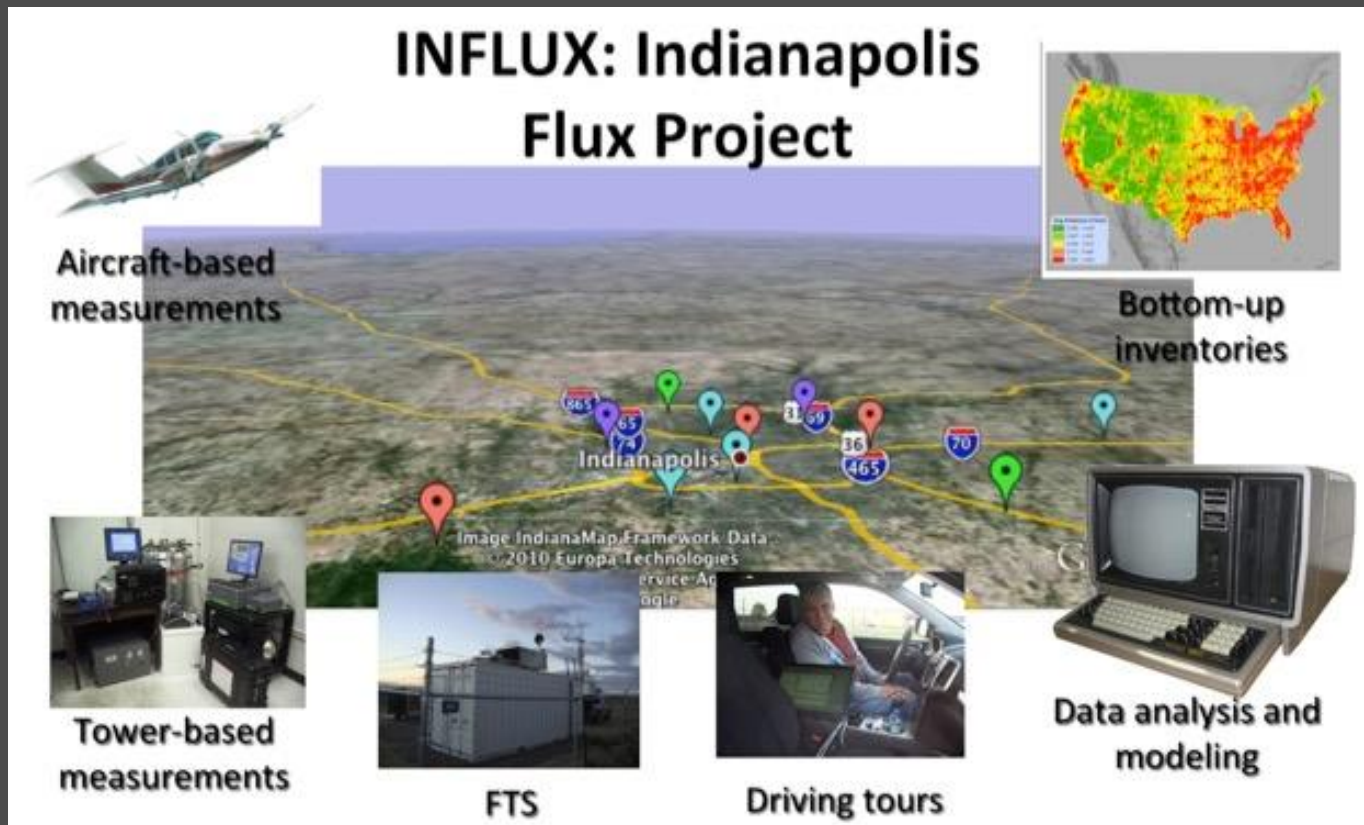 INFLUX: Indianapolis
Flux Project
Aircraft-based
measurements
Bottom-up
inventories
865
65
74
31
69
36
465
70
Indianapolis
Image IndianaMap Framework Data
©2010 Europa Technologies
G
Tower-based
measurements
FTS
Driving tours
Data analysis and
modeling